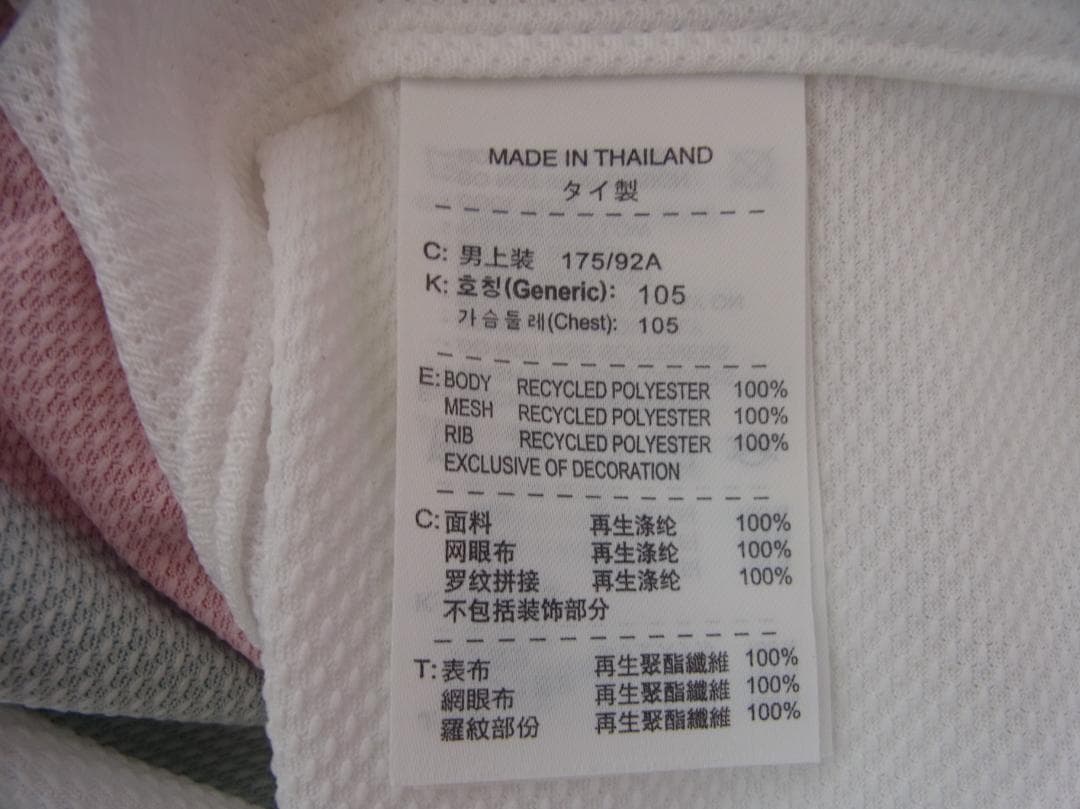 MADE IN THAILAND
タイ製
C: 男上装 175/92A
K: 호칭(Generic): 105
가슴둘레(Chest): 105
E: BODY RECYCLED POLYESTER 100%
MESH RECYCLED POLYESTER 100%
RIB RECYCLED POLYESTER 100%
EXCLUSIVE OF DECORATION
C: 面料 再生涤纶 100%
网眼布 再生涤纶 100%
罗纹拼接 再生涤纶 100%
不包括装饰部分
T: 表布 再生聚酯纖維 100%
網眼布 再生聚酯纖維 100%
羅紋部份 再生聚酯纖維 100%